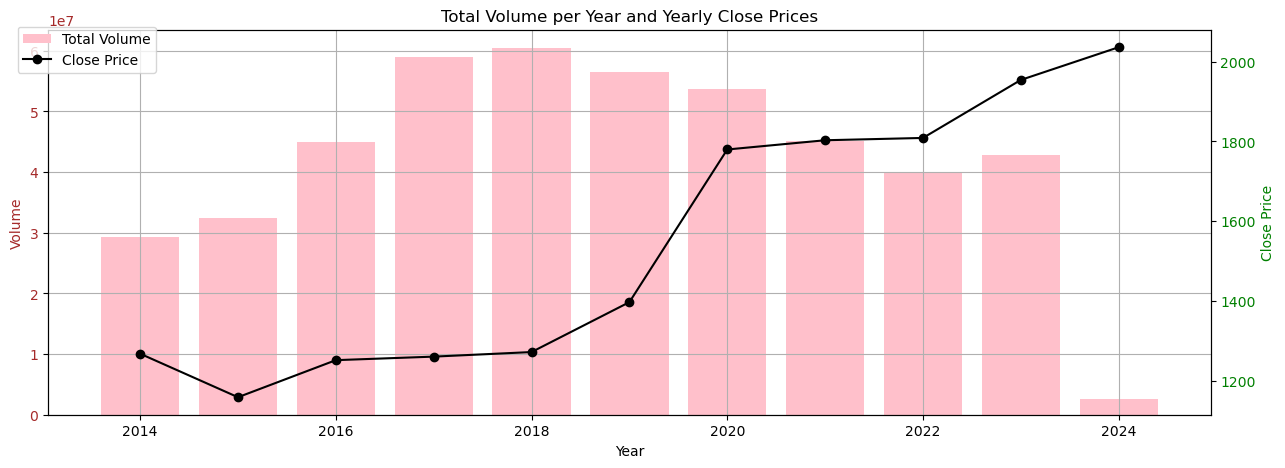 Total Volume per Year and Yearly Close Prices
1e7
Total Volume
Close Price
6
5
4
3
2
1
0
Volume
2000
1800
1600
1400
1200
Close Price
2014
2016
2018
2020
2022
2024
Year